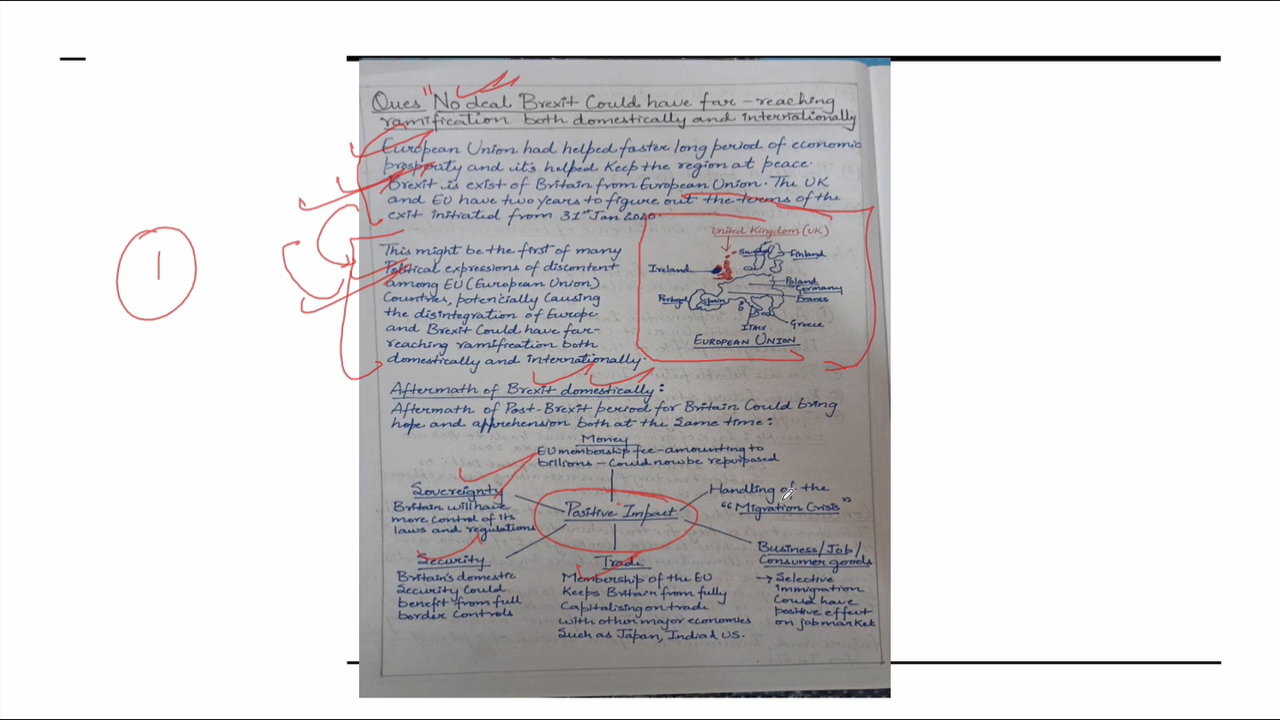 1
Ques "No deal Brexit Could have far-reaching
ramification both domestically and internationally
European Union had helped faster long period of economic
prosperity and its helped Keep the region at peace.
Brexit is exist of Britain from European Union. The UK
and EU have two years to figure out the terms of the
exit initiated from 31st Jan 2020.
This might be the first of many
Political expressions of discontent
among EU (European Union)
Countries, potencially causing
the disintegration of Europe
and Brexit Could have far-
reaching ramification both
domestically and internationally.
United Kingdom (UK)
Sweden
Finland
Ireland
Poland
Germany
France
Portugal
Spain
Italy
Greece
EUROPEAN UNION
Aftermath of Brexit domestically:
Aftermath of Post-Brexit period for Britain Could bring
hope and apprehension both at the Same time:
Money
EU membership fee-amounting to
billions - Could now be repurposed
Sovereignty
Britain will have
more control of its
laws and regulations
Positive Impact
Handling of the
"Migration Crisis"
Security
Britain's domestic
Security Could
benefit from full
border controls
Trade
Membership of the EU
Keeps Britain from fully
Capitalising on trade
with other major economies
Such as Japan, India & US.
Business/Job/
Consumer goods
→ Selective
immigration
Could have
positive effect
on job market